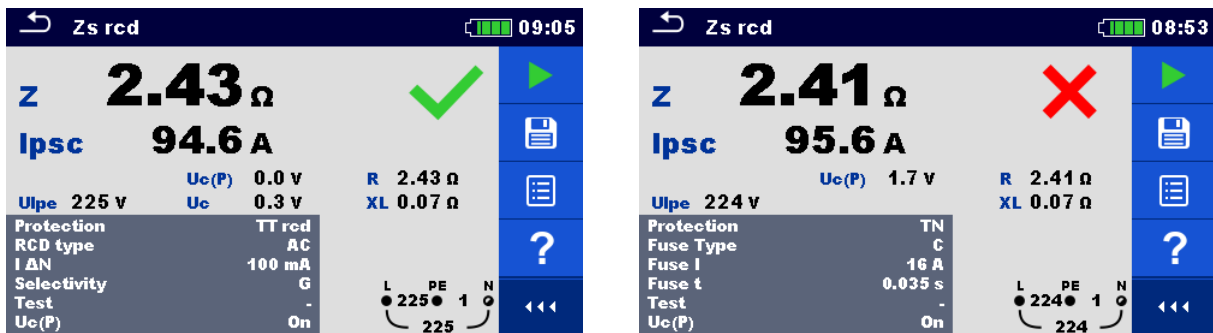 Zs rcd 09:05
Z 2.43 Ω
Ipsc 94.6 A
Uc(P) 0.0 V R 2.43 Ω
Ulpe 225 V Uc 0.3 V XL 0.07 Ω
Protection TT rcd
RCD type AC
I ΔN 100 mA
Selectivity G
Test -
Uc(P) On
L PE N
225 1
225
?
Zs rcd 08:53
Z 2.41 Ω
Ipsc 95.6 A
Uc(P) 1.7 V R 2.41 Ω
Ulpe 224 V XL 0.07 Ω
Protection TN
Fuse Type C
Fuse I 16 A
Fuse t 0.035 s
Test -
Uc(P) On
L PE N
224 1
224
?